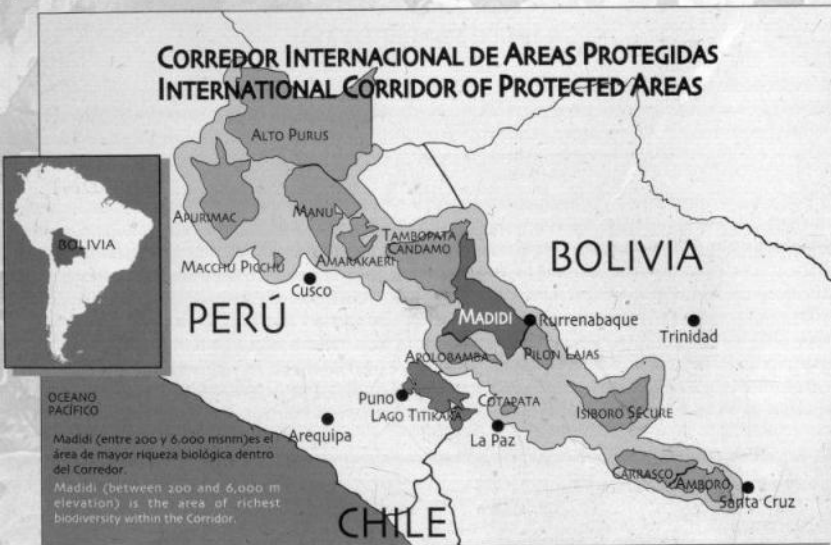 CORREDOR INTERNACIONAL DE AREAS PROTEGIDAS
INTERNATIONAL CORRIDOR OF PROTECTED AREAS
ALTO PURUS
APURIMAC
MANU
TAMBOPATA
CANDAMO
AMARAKAERI
MACCHU PICCHU
Cusco
BOLIVIA
BOLIVIA
PERÚ
MADIDI
Rurrenabaque
Trinidad
APOLOBAMBA
PILON LAJAS
OCEANO
PACÍFICO
Puno
LAGO TITIKAKA
COTAPATA
ISIBORO SÉCURE
Arequipa
La Paz
Madidi (entre 200 y 6.000 msnm)es el
área de mayor riqueza biológica dentro
del Corredor.
Madidi (between 200 and 6,000 m
elevation) is the area of richest
biodiversity within the Corridor.
CARRASCO
AMBORÓ
Santa Cruz
CHILE